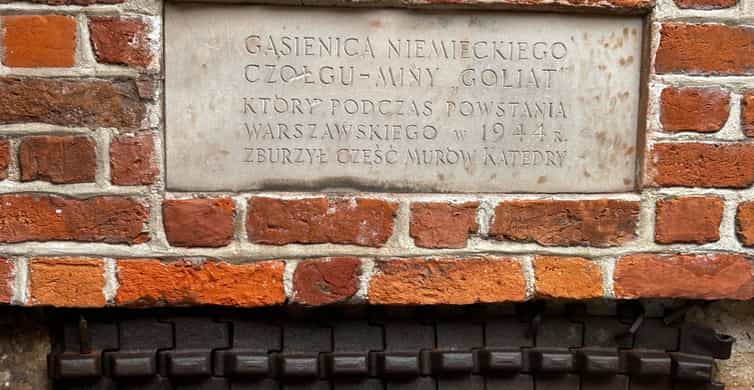 GĄSIENICA NIEMIECKIEGO
CZOŁGU-MINY „GOLIAT”
KTÓRY PODCZAS POWSTANIA
WARSZAWSKIEGO W 1944 R.
ZBURZYŁ CZĘŚĆ MURÓW KATEDRY